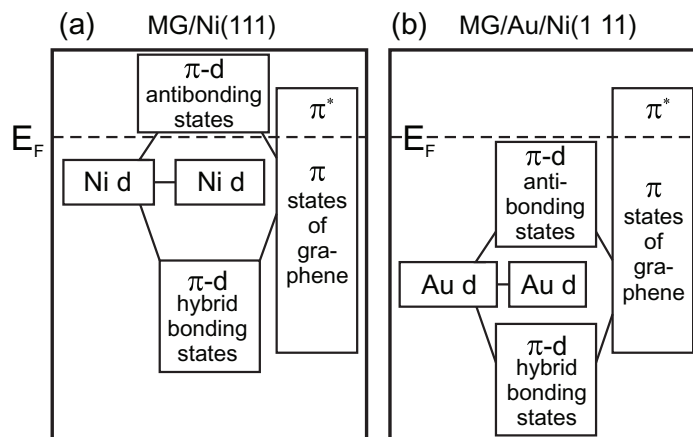 (a) MG/Ni(111)
π-d
antibonding
states
π*
E_F
Ni d
Ni d
π
states
of
gra-
phene
π-d
hybrid
bonding
states
(b) MG/Au/Ni(1 11)
π*
E_F
π-d
anti-
bonding
states
π
states
of
gra-
phene
Au d
Au d
π-d
hybrid
bonding
states